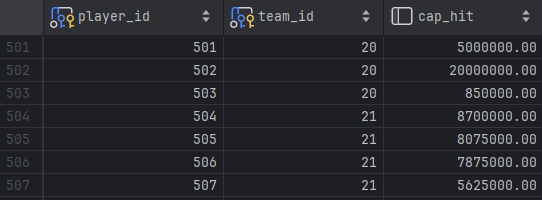 player_id team_id cap_hit
501 501 20 5000000.00
502 502 20 20000000.00
503 503 20 850000.00
504 504 21 8700000.00
505 505 21 8075000.00
506 506 21 7875000.00
507 507 21 5625000.00